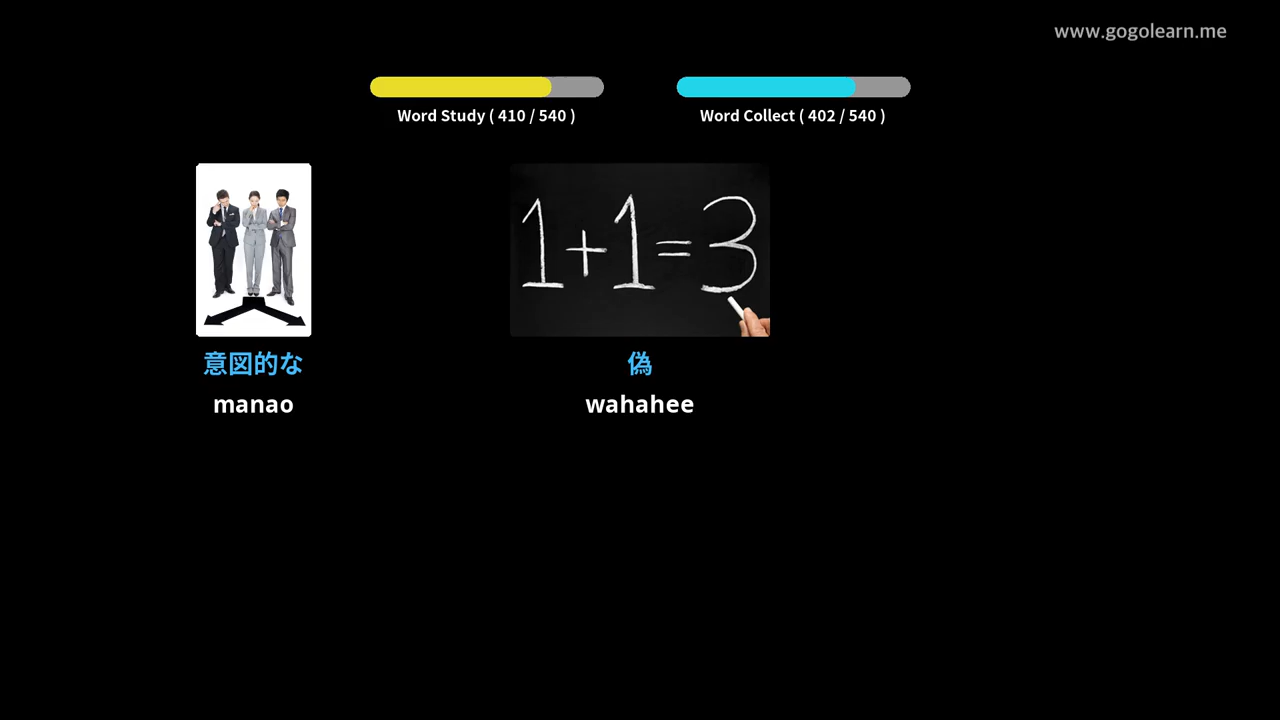 www.gogolearn.me
Word Study ( 410 / 540 )
Word Collect ( 402 / 540 )
1+1=3
意図的な
manao
偽
wahahee